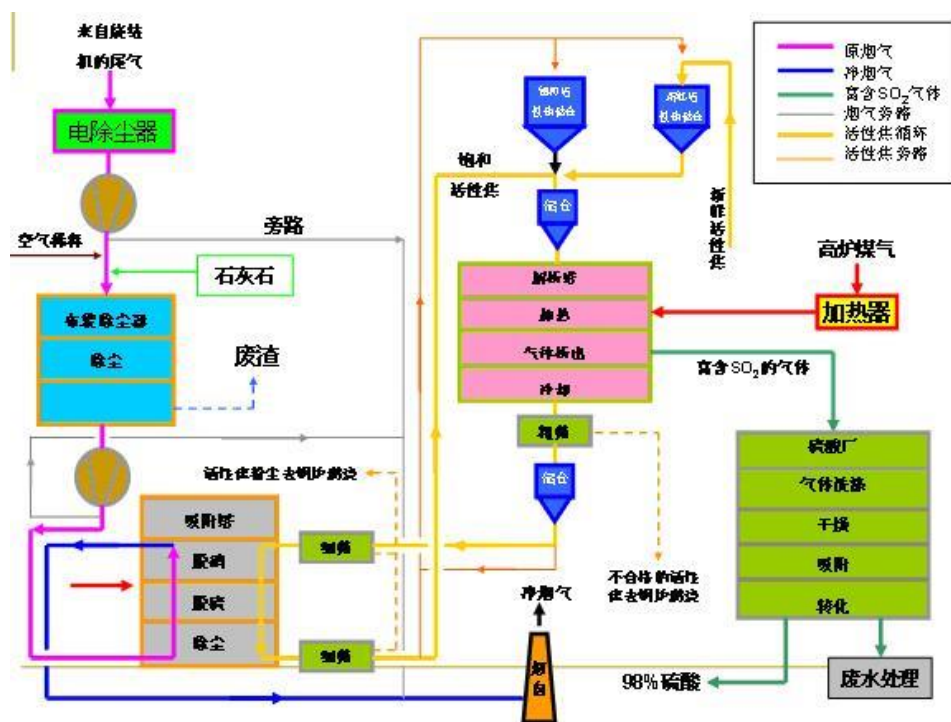 来自烧结
机的尾气
电除尘器
空气稀释
旁路
石灰石
布袋除尘器
除尘
废渣
活性焦粉尘去锅炉燃烧
吸附塔
脱硝
脱硫
除尘
细筛
细筛
饱和
活性焦
储仓
新鲜活性焦
解析塔
加热
气体析出
冷却
粗筛
储仓
不合格的活性
焦去锅炉燃烧
净烟气
烟囱
高炉煤气
加热器
富含SO₂的气体
硫酸厂
气体洗涤
干燥
吸附
转化
98%硫酸
废水处理
原烟气
净烟气
富含SO₂气体
烟气旁路
活性焦循环
活性焦旁路